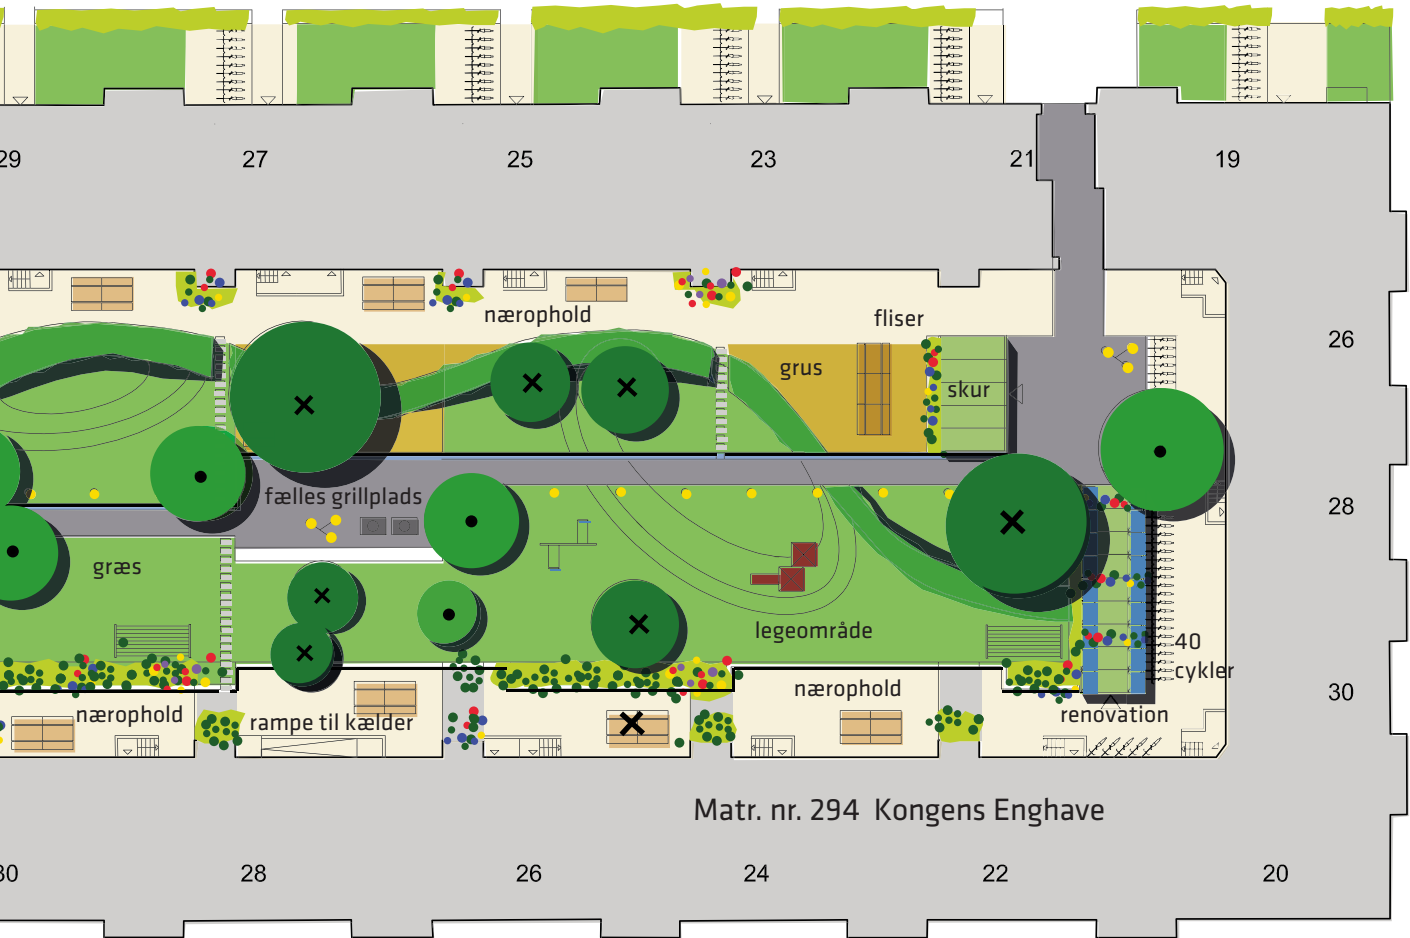 29
27
25
23
21
19
nærophold
fliser
26
grus
skur
fælles grillplads
28
græs
legeområde
40
cykler
nærophold
30
nærophold
rampe til kælder
renovation
Matr. nr. 294 Kongens Enghave
30
28
26
24
22
20